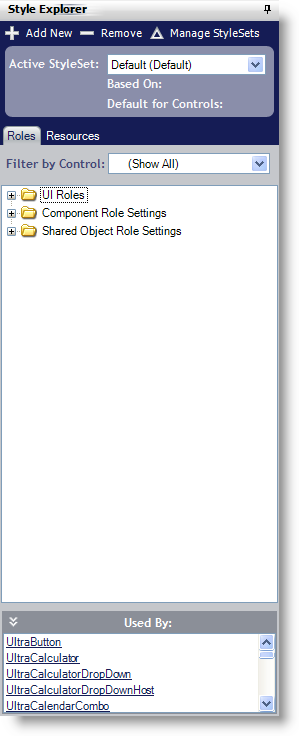 Style Explorer
Add New Remove Manage StyleSets
Active StyleSet: Default (Default)
Based On:
Default for Controls:
Roles Resources
Filter by Control: (Show All)
UI Roles
Component Role Settings
Shared Object Role Settings
Used By:
UltraButton
UltraCalculator
UltraCalculatorDropDown
UltraCalculatorDropDownHost
UltraCalendarCombo